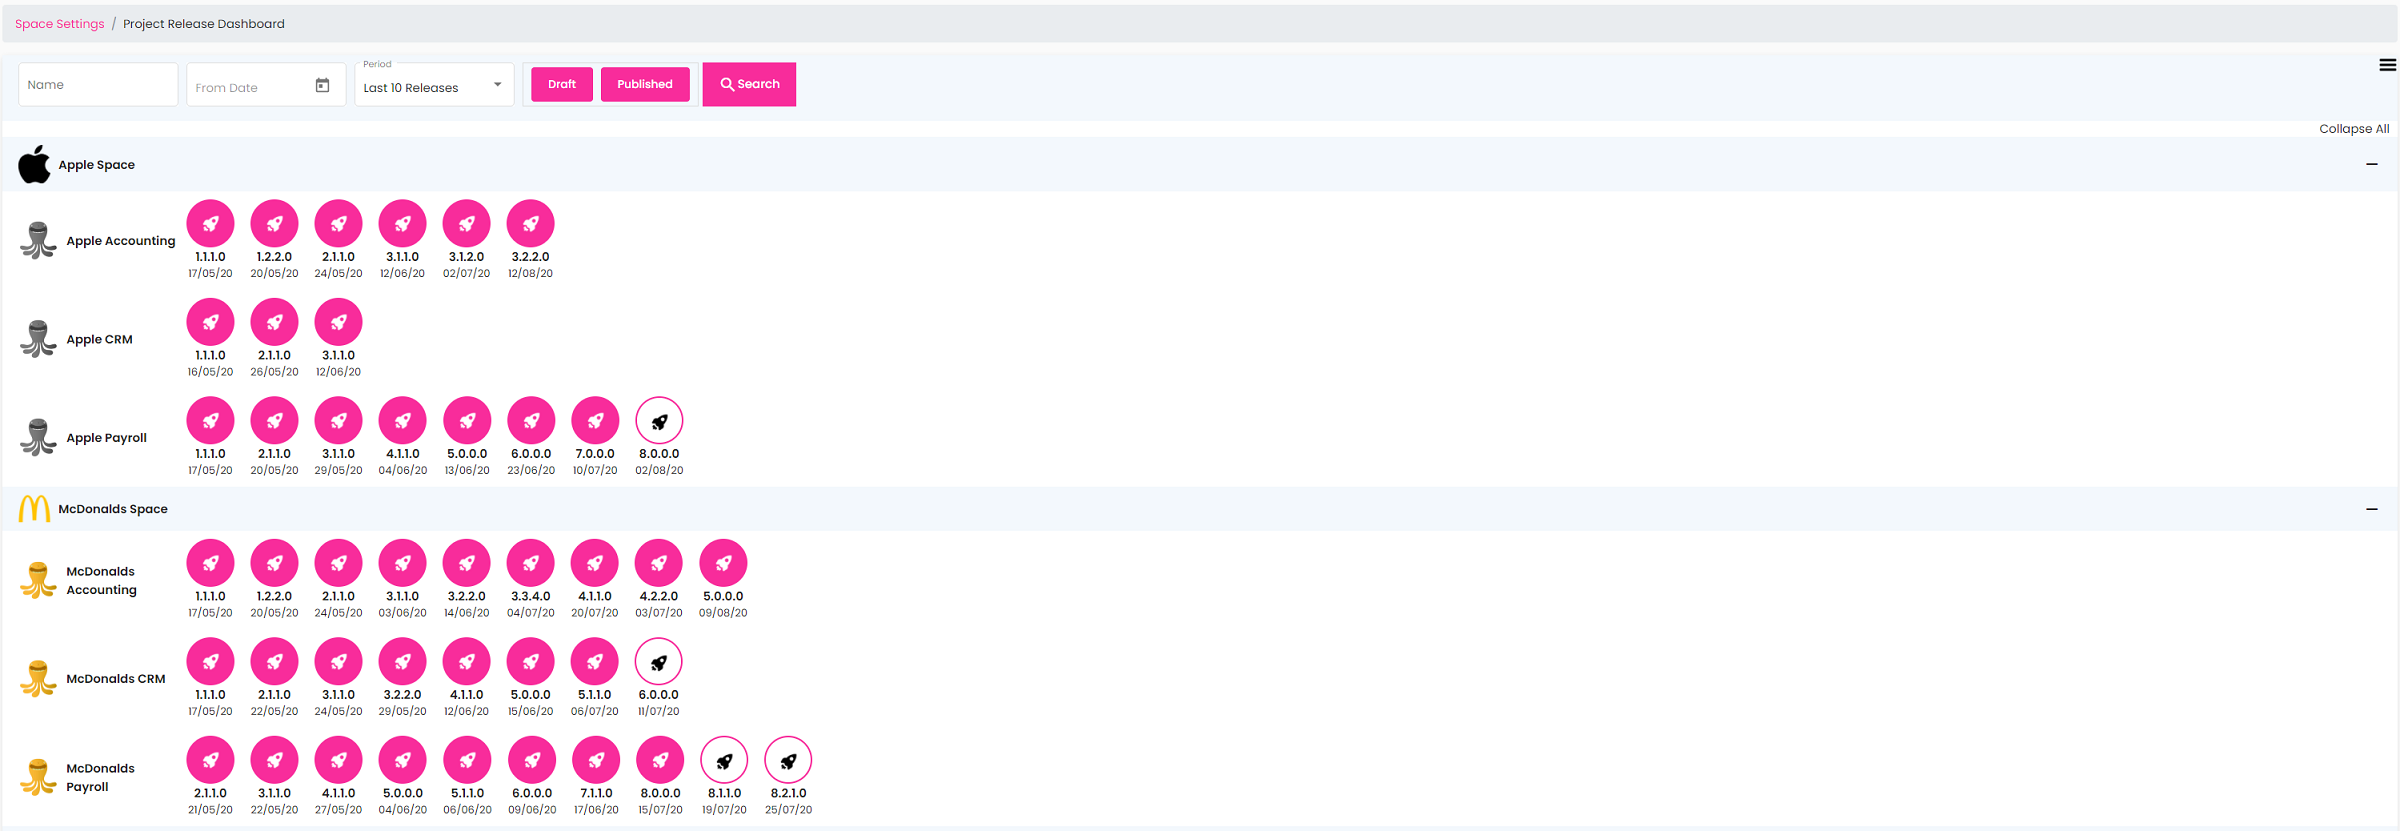 Space Settings / Project Release Dashboard
Period
Name From Date Last 10 Releases Draft Published Search
Collapse All
Apple Space
Apple Accounting
1.1.1.0 1.2.2.0 2.1.1.0 3.1.1.0 3.1.2.0 3.2.2.0
17/05/20 20/05/20 24/05/20 12/06/20 02/07/20 12/08/20
Apple CRM
1.1.1.0 2.1.1.0 3.1.1.0
16/05/20 26/05/20 12/06/20
Apple Payroll
1.1.1.0 2.1.1.0 3.1.1.0 4.1.1.0 5.0.0.0 6.0.0.0 7.0.0.0 8.0.0.0
17/05/20 20/05/20 29/05/20 04/06/20 13/06/20 23/06/20 10/07/20 02/08/20
McDonalds Space
McDonalds
Accounting
1.1.1.0 1.2.2.0 2.1.1.0 3.1.1.0 3.2.2.0 3.3.4.0 4.1.1.0 4.2.2.0 5.0.0.0
17/05/20 20/05/20 24/05/20 03/06/20 14/06/20 04/07/20 20/07/20 03/07/20 09/08/20
McDonalds CRM
1.1.1.0 2.1.1.0 3.1.1.0 3.2.2.0 4.1.1.0 5.0.0.0 5.1.1.0 6.0.0.0
17/05/20 22/05/20 24/05/20 29/05/20 12/06/20 15/06/20 06/07/20 11/07/20
McDonalds
Payroll
2.1.1.0 3.1.1.0 4.1.1.0 5.0.0.0 5.1.1.0 6.0.0.0 7.1.1.0 8.0.0.0 8.1.1.0 8.2.1.0
21/05/20 22/05/20 27/05/20 04/06/20 06/06/20 09/06/20 17/06/20 15/07/20 19/07/20 25/07/20